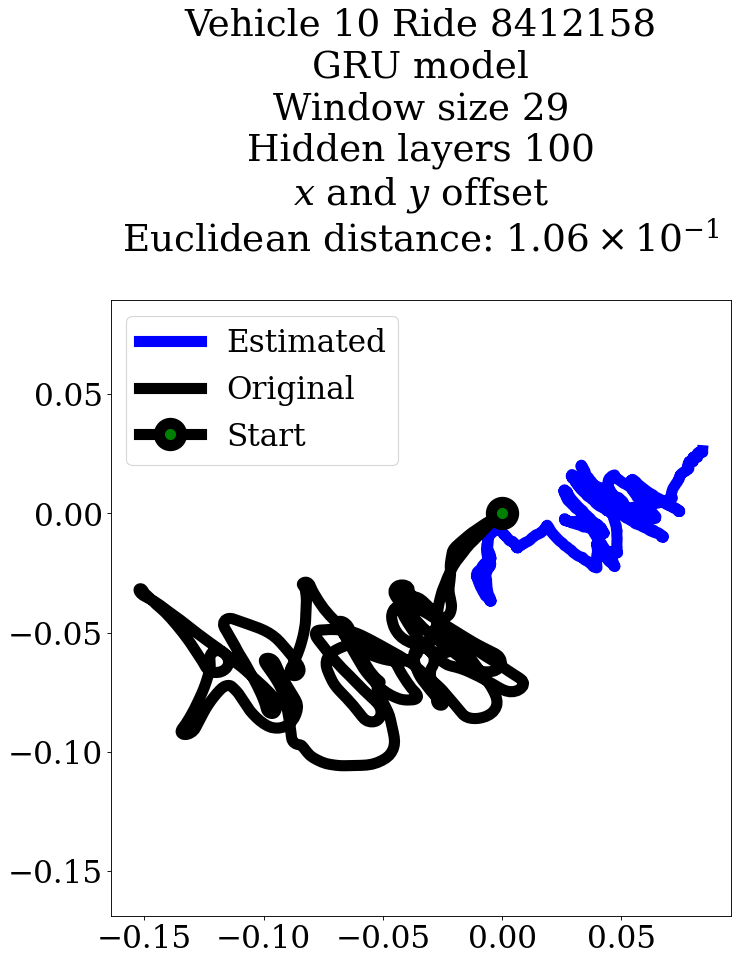 Vehicle 10 Ride 8412158
GRU model
Window size 29
Hidden layers 100
x and y offset
Euclidean distance: 1.06 × 10⁻¹
Estimated
Original
Start
0.05
0.00
−0.05
−0.10
−0.15
−0.15 −0.10 −0.05 0.00 0.05